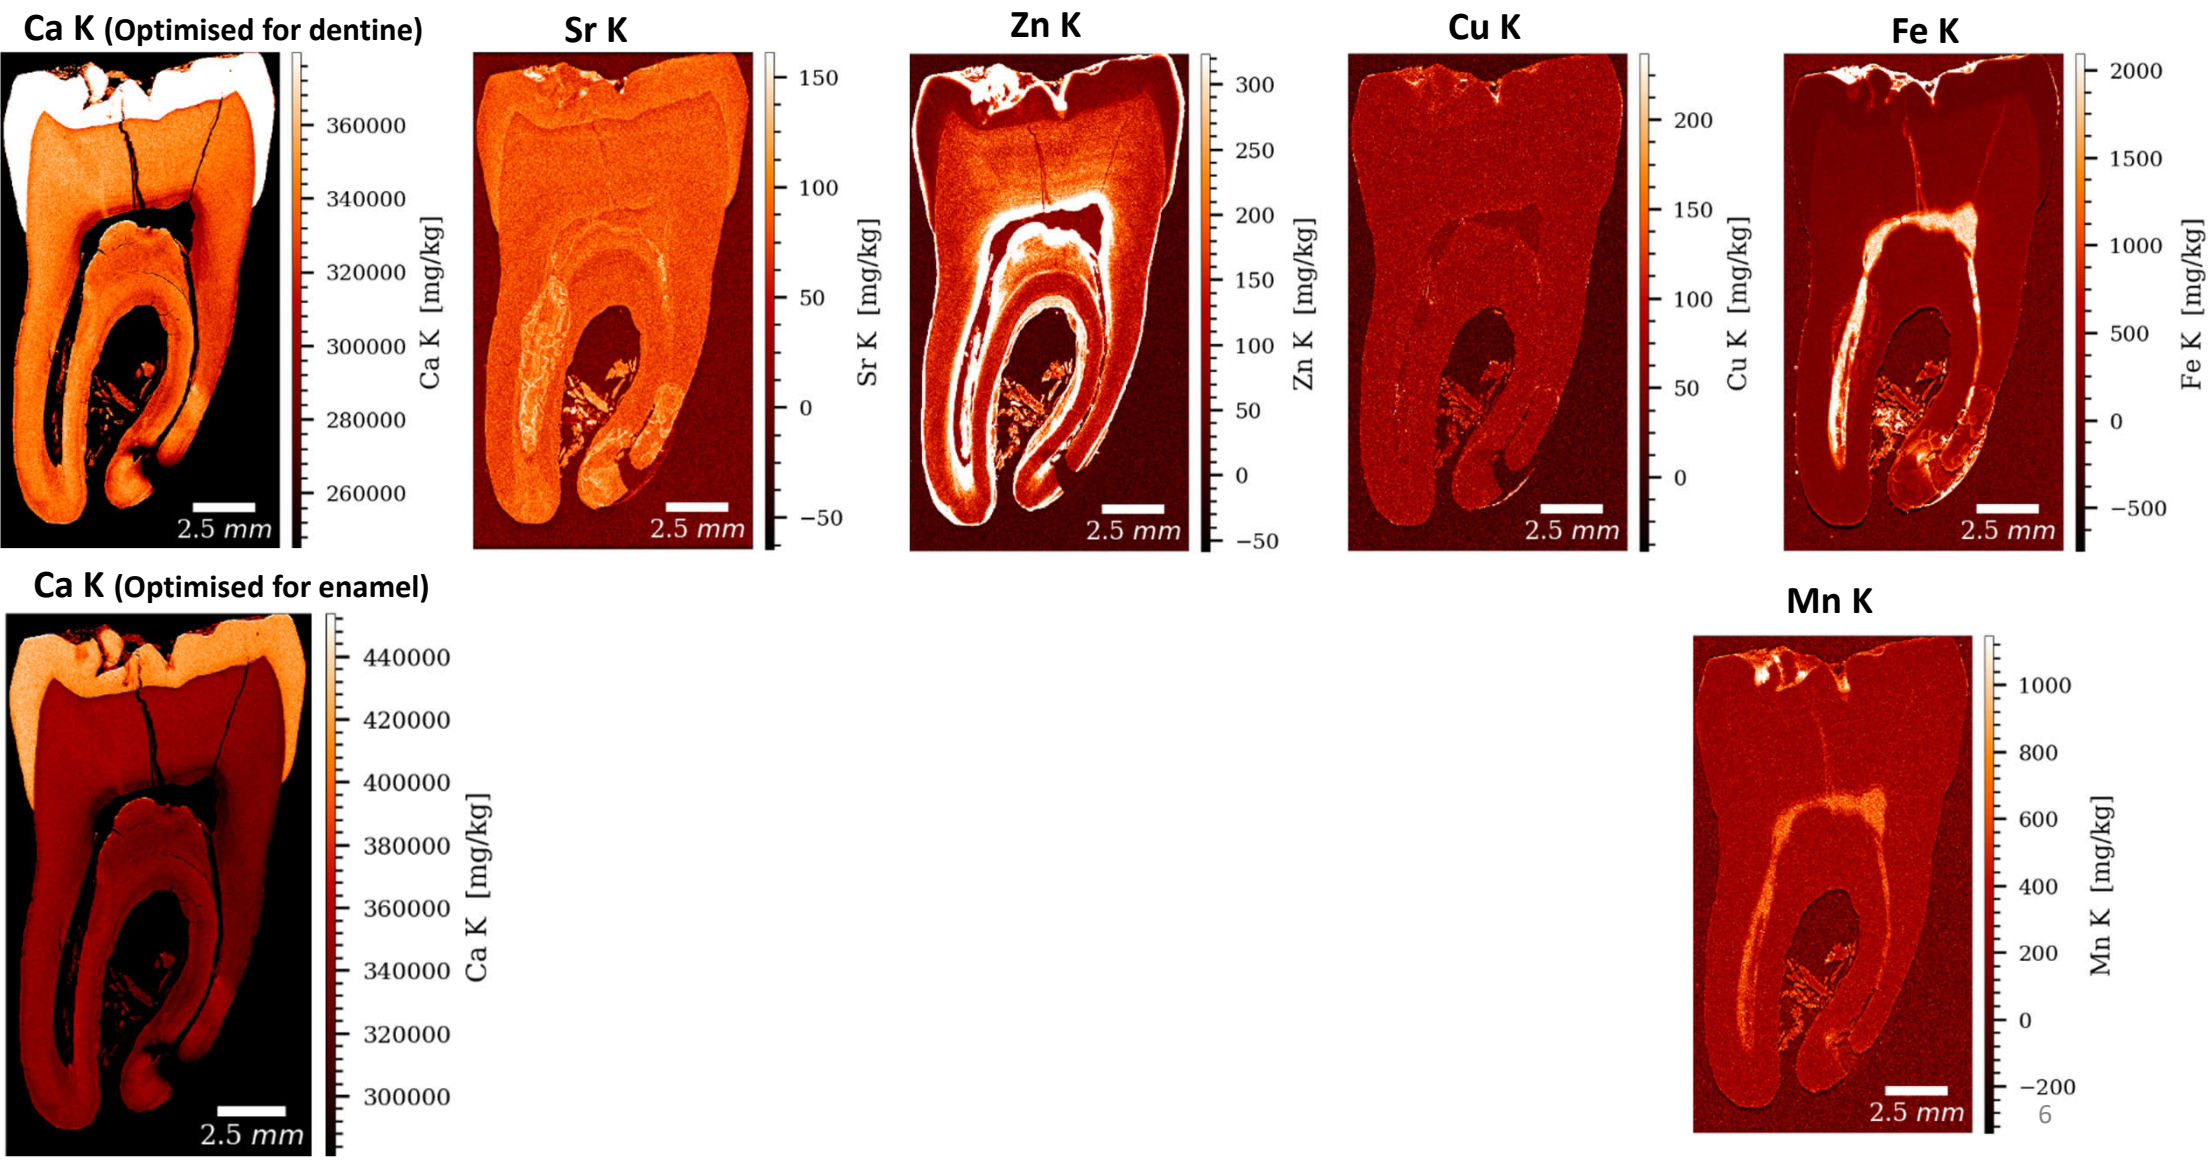 Ca K (Optimised for dentine)
360000
340000
320000
300000
280000
260000
Ca K [mg/kg]
2.5 mm
Sr K
150
100
50
0
−50
Sr K [mg/kg]
2.5 mm
Zn K
300
250
200
150
100
50
0
−50
Zn K [mg/kg]
2.5 mm
Cu K
200
150
100
50
0
Cu K [mg/kg]
2.5 mm
Fe K
2000
1500
1000
500
0
−500
Fe K [mg/kg]
2.5 mm
Ca K (Optimised for enamel)
440000
420000
400000
380000
360000
340000
320000
300000
Ca K [mg/kg]
2.5 mm
Mn K
1000
800
600
400
200
0
−200
Mn K [mg/kg]
2.5 mm
6